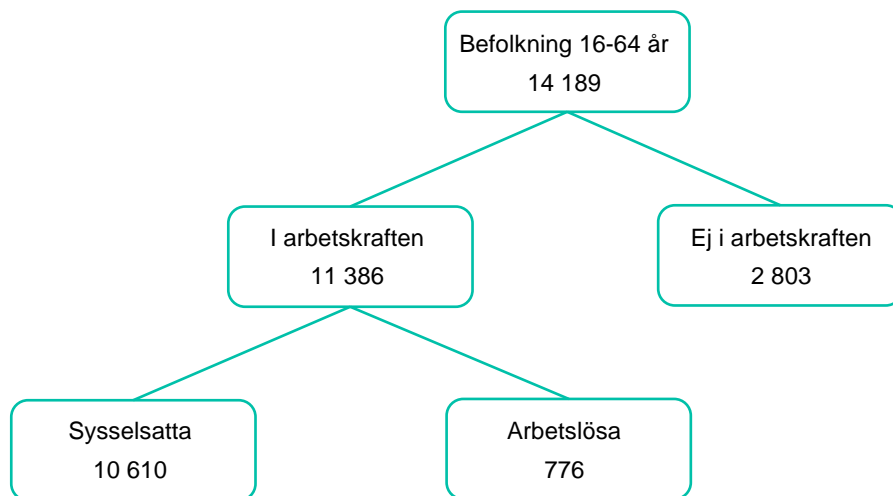 Befolkning 16-64 år
14 189
I arbetskraften
11 386
Ej i arbetskraften
2 803
Sysselsatta
10 610
Arbetslösa
776